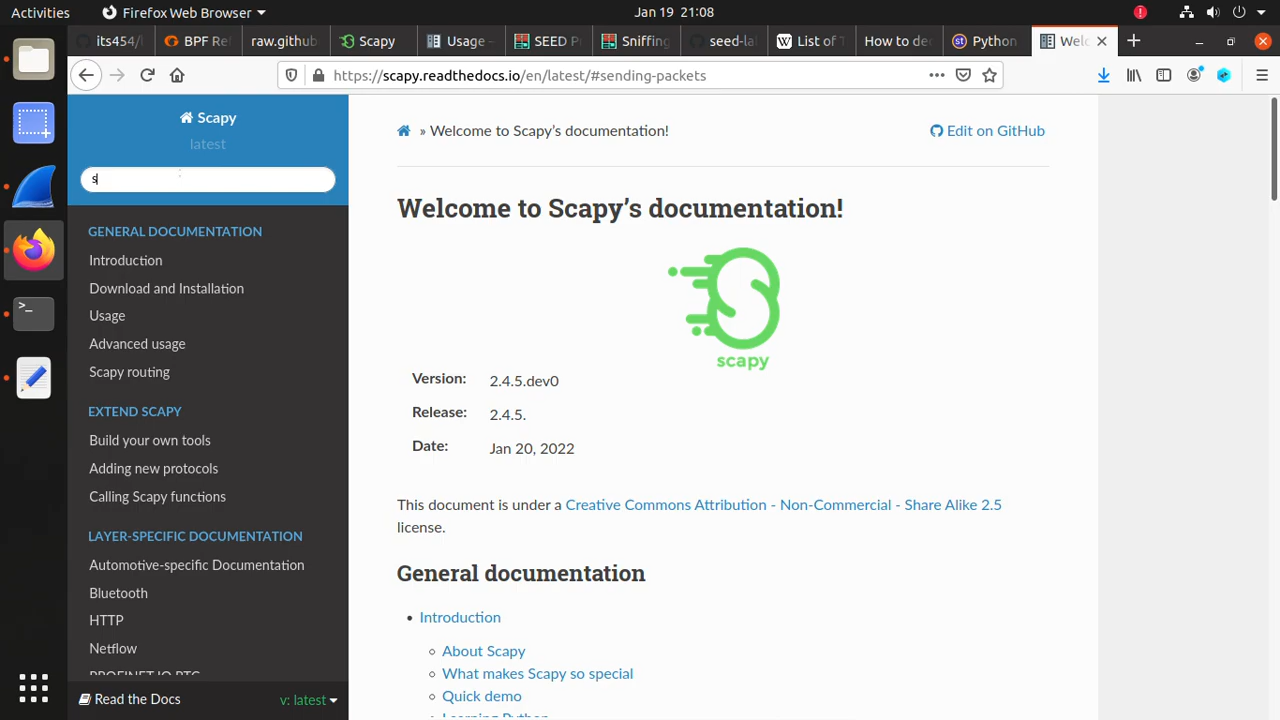 Activities
Firefox Web Browser
Jan 19 21:08
its454/l
BPF Ref
raw.github
Scapy
Usage —
SEED P
Sniffing
seed-la
List of T
How to dec
Python
Welc
https://scapy.readthedocs.io/en/latest/#sending-packets
Scapy
latest
s
GENERAL DOCUMENTATION
Introduction
Download and Installation
Usage
Advanced usage
Scapy routing
EXTEND SCAPY
Build your own tools
Adding new protocols
Calling Scapy functions
LAYER-SPECIFIC DOCUMENTATION
Automotive-specific Documentation
Bluetooth
HTTP
Netflow
PROFINET IO RTC
Read the Docs
v: latest
» Welcome to Scapy’s documentation!
Edit on GitHub
Welcome to Scapy’s documentation!
scapy
Version: 2.4.5.dev0
Release: 2.4.5.
Date: Jan 20, 2022
This document is under a Creative Commons Attribution - Non-Commercial - Share Alike 2.5
license.
General documentation
• Introduction
About Scapy
What makes Scapy so special
Quick demo
Learning Python